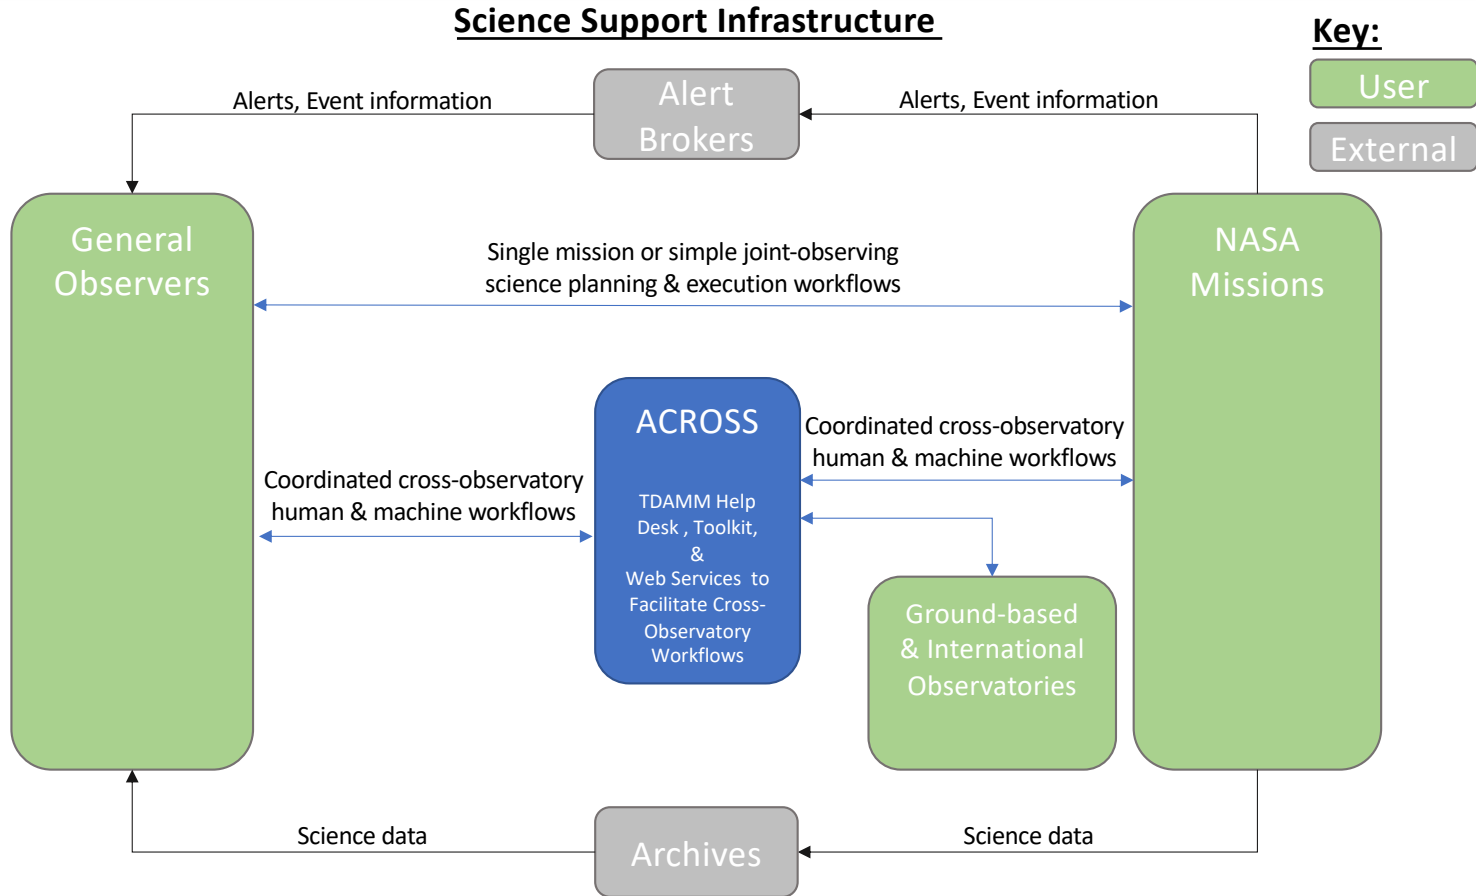 Science Support Infrastructure
Key:
User
External
Alerts, Event information
Alert
Brokers
Alerts, Event information
General
Observers
Single mission or simple joint-observing
science planning & execution workflows
NASA
Missions
ACROSS
TDAMM Help
Desk , Toolkit,
&
Web Services to
Facilitate Cross-
Observatory
Workflows
Coordinated cross-observatory
human & machine workflows
Coordinated cross-observatory
human & machine workflows
Ground-based
& International
Observatories
Science data
Archives
Science data